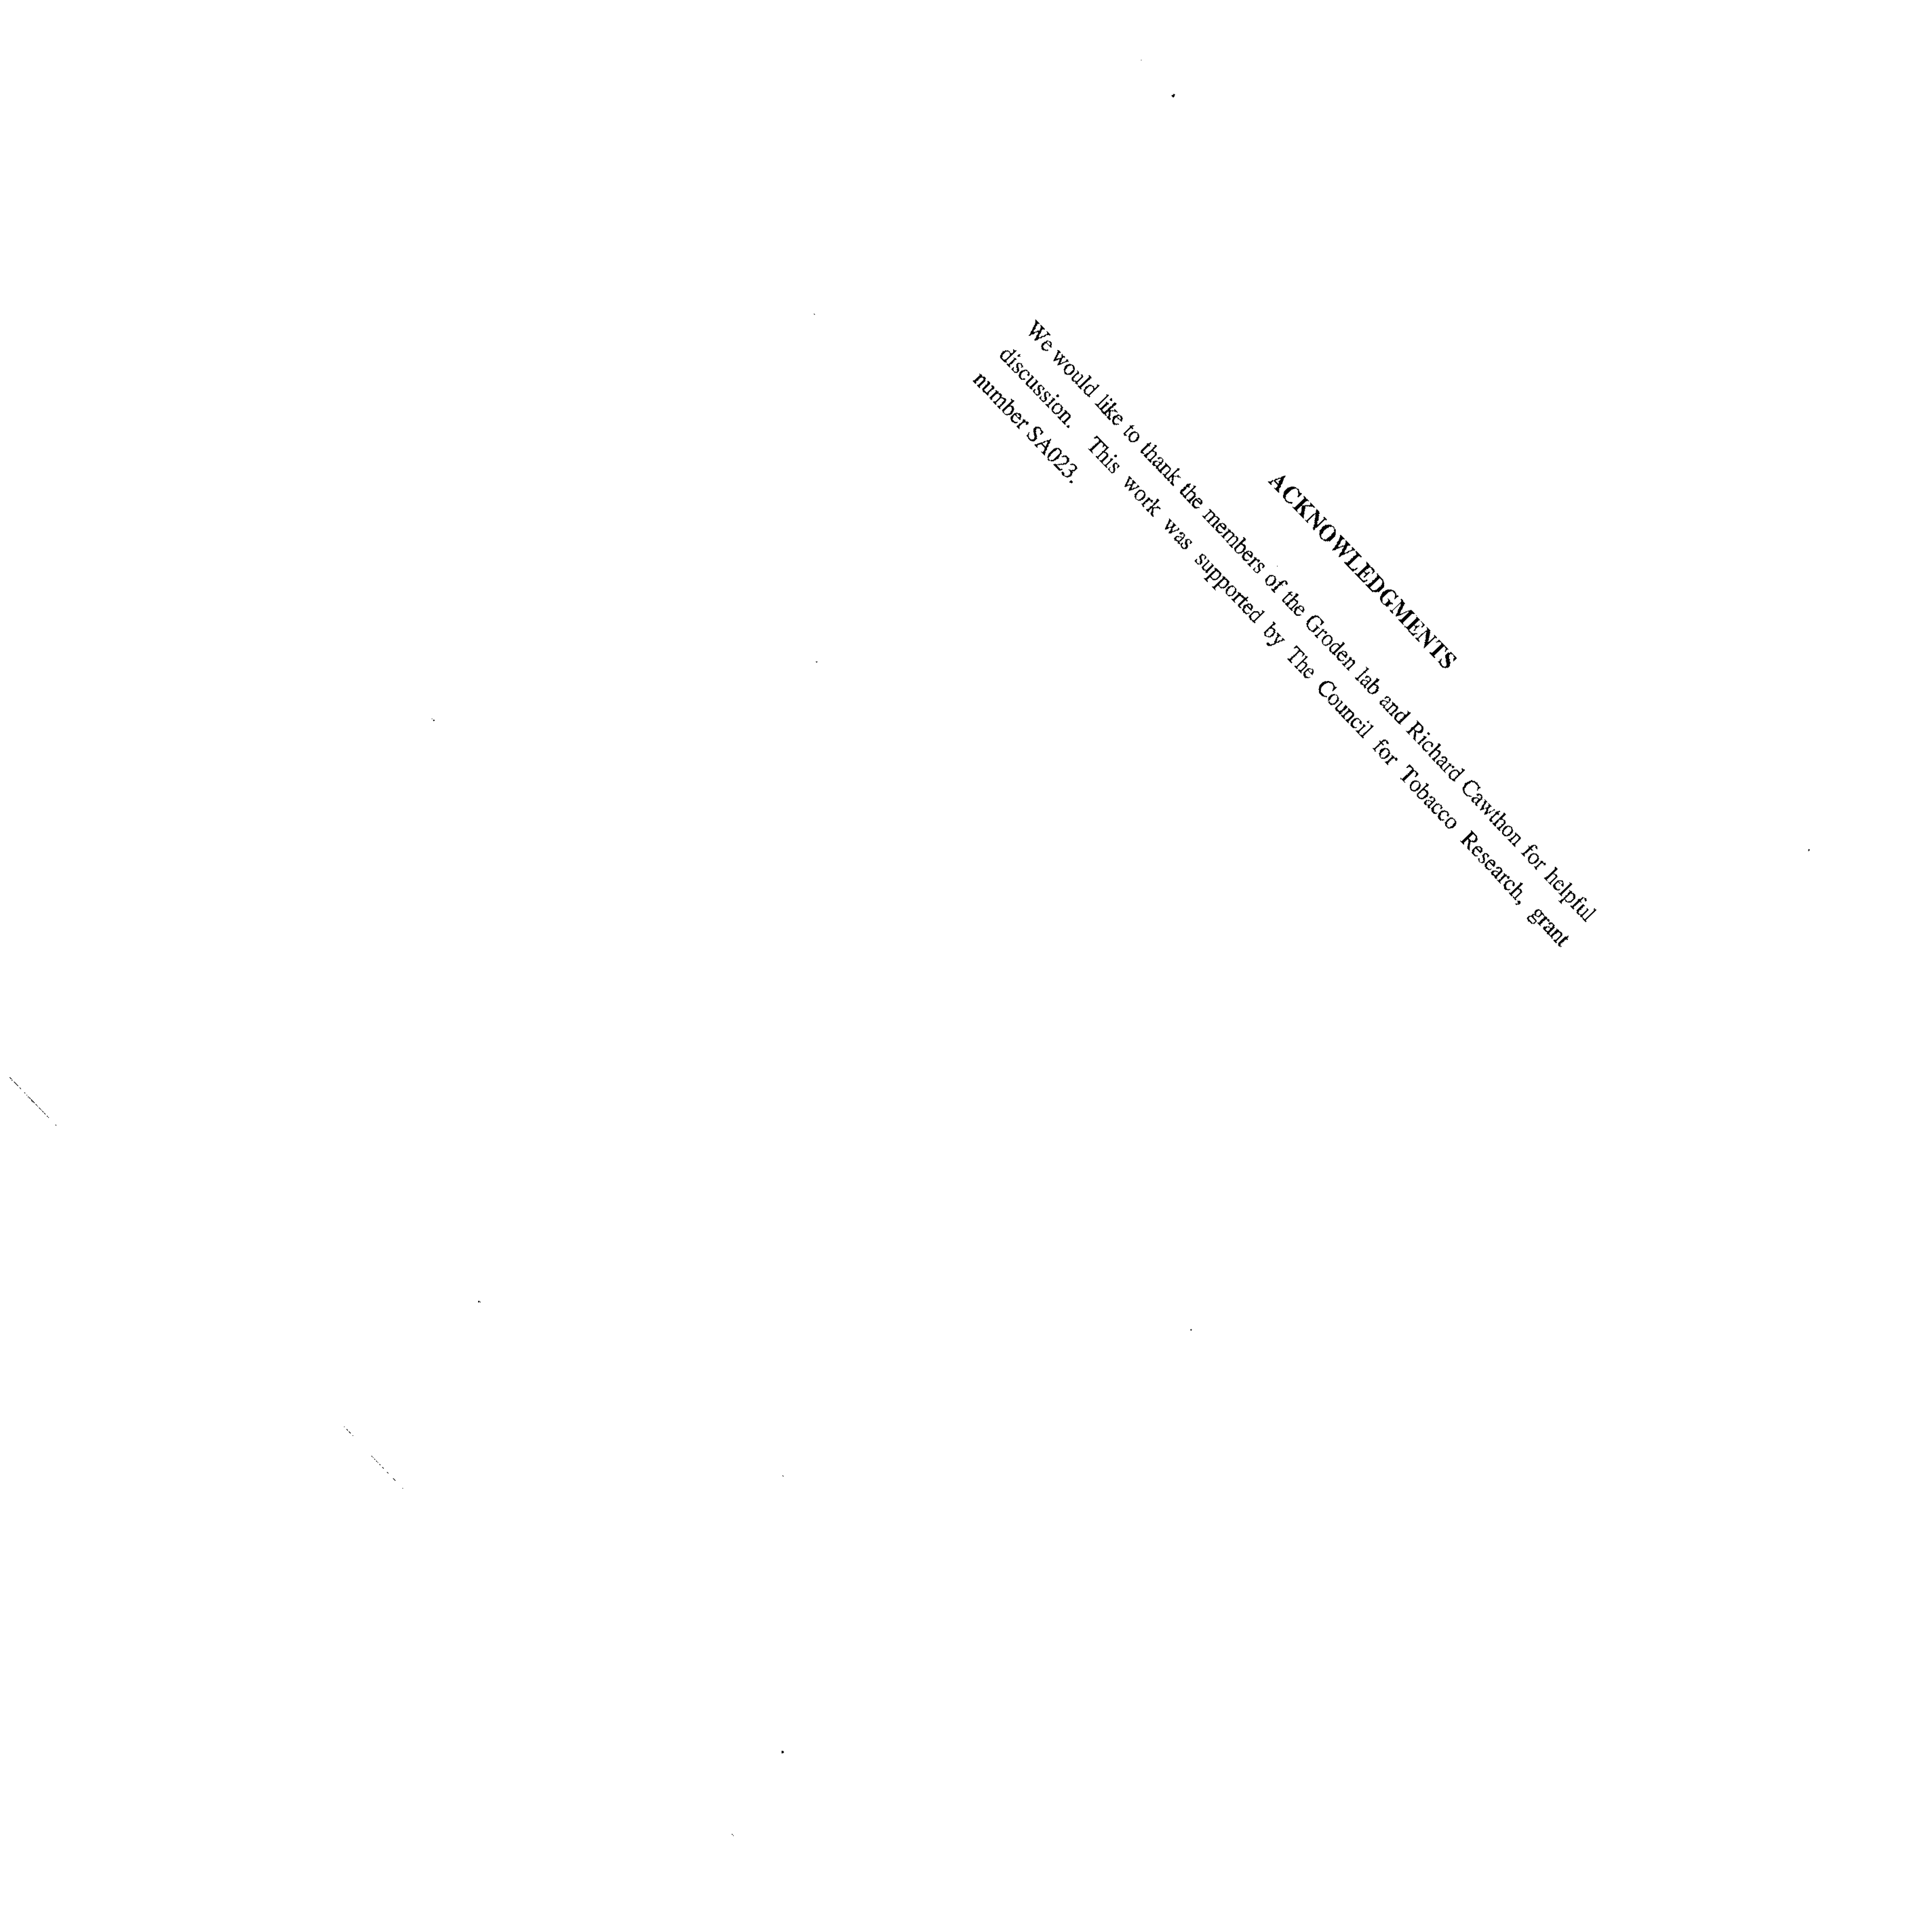 ACKNOWLEDGMENTS
We would like to thank the members of the Groden lab and Richard Cawthon for helpful
discussion. This work was supported by The Council for Tobacco Research, grant
number SA023.